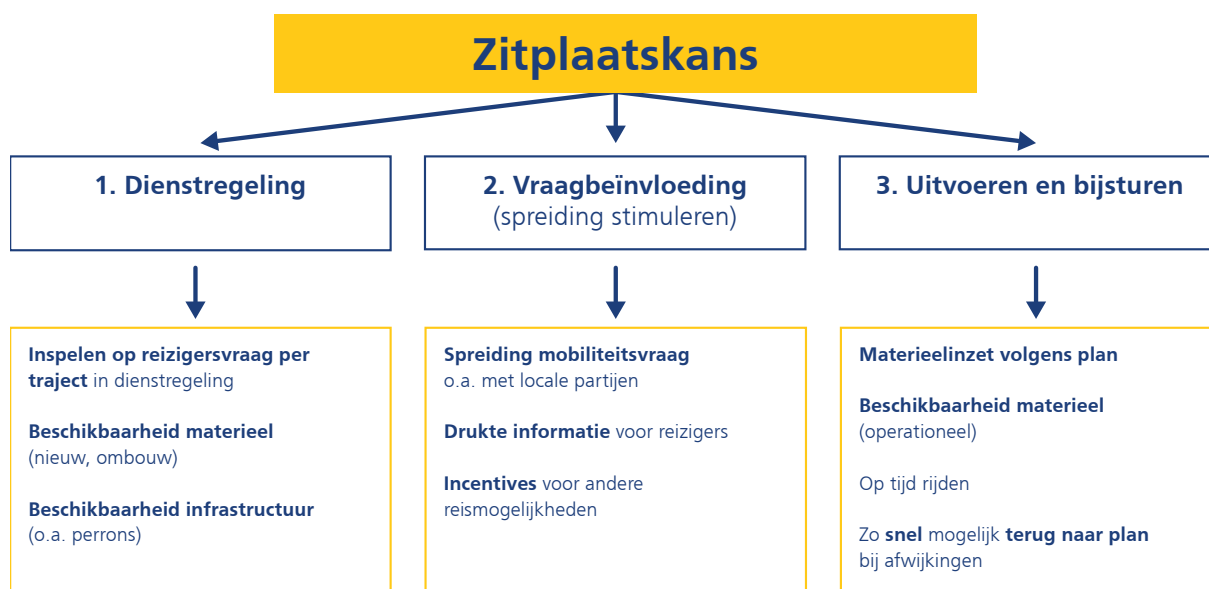 Zitplaatskans
1. Dienstregeling
2. Vraagbeïnvloeding
(spreiding stimuleren)
3. Uitvoeren en bijsturen
Inspelen op reizigersvraag per
traject in dienstregeling
Beschikbaarheid materieel
(nieuw, ombouw)
Beschikbaarheid infrastructuur
(o.a. perrons)
Spreiding mobiliteitsvraag
o.a. met locale partijen
Drukte informatie voor reizigers
Incentives voor andere
reismogelijkheden
Materieelinzet volgens plan
Beschikbaarheid materieel
(operationeel)
Op tijd rijden
Zo snel mogelijk terug naar plan
bij afwijkingen